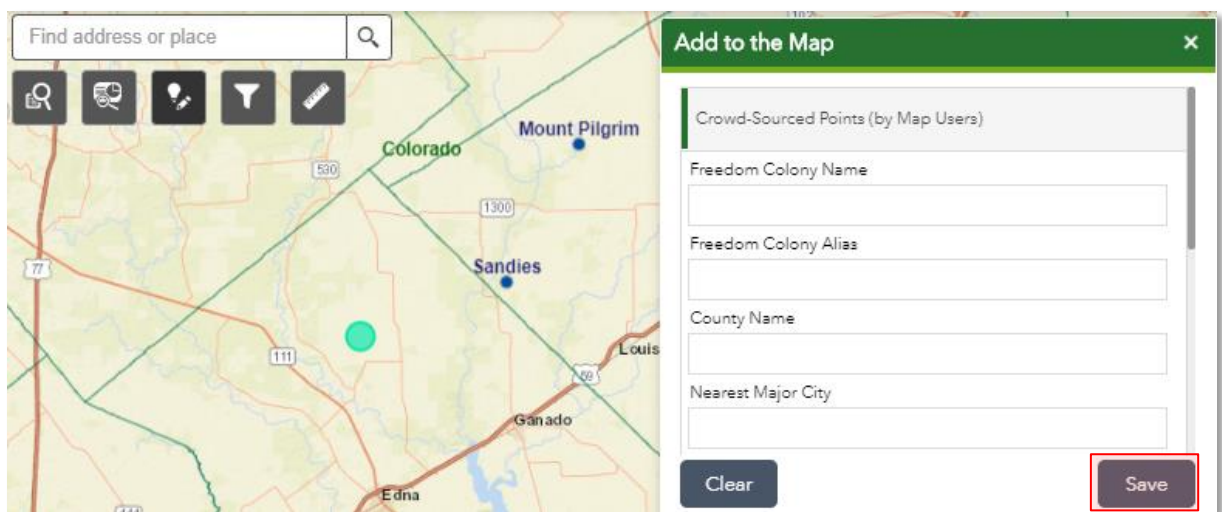 Find address or place
Add to the Map
×
Crowd-Sourced Points (by Map Users)
Freedom Colony Name
Freedom Colony Alias
County Name
Nearest Major City
Clear
Save
102
Mount Pilgrim
Colorado
530
1300
77
Sandies
111
Louis
59
Ganado
Edna
444